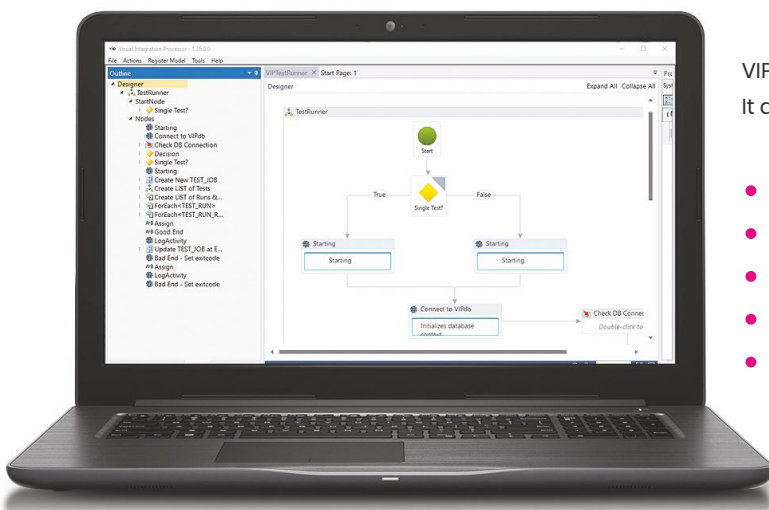 Visual Integration Processor - 1.35.0.0
File Actions Register Model Tools Help
Outline
Designer
TestRunner
StartNode
Single Test?
Nodes
Starting
Connect to VIPdb
Check DB Connection
Decision
Single Test?
Starting
Create New TEST_JOB
Create LIST of Tests
Create LIST of Runs &...
ForEach<TEST_RUN>
ForEach<TEST_RUN_R...
A=B Assign
A=B Good End
LogActivity
Update TEST_JOB at E...
Bad End - Set exitcode
A=B Assign
LogActivity
Bad End - Set exitcode
VIPTestRunner × Start Page: 1
Designer
Expand All Collapse All
TestRunner
Start
True
False
Single Test?
Starting
Starting
Starting
Starting
Connect to VIPdb
Initializes database
context
Check DB Connec
Double-click to
Pro
VIP
It c